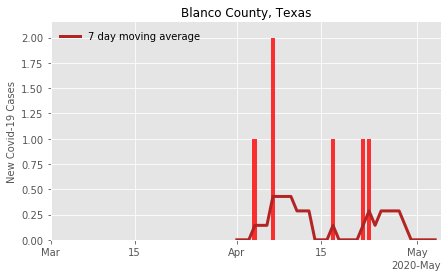 Blanco County, Texas
7 day moving average
New Covid-19 Cases
2.00
1.75
1.50
1.25
1.00
0.75
0.50
0.25
0.00
Mar 15 Apr 15 May
2020-May